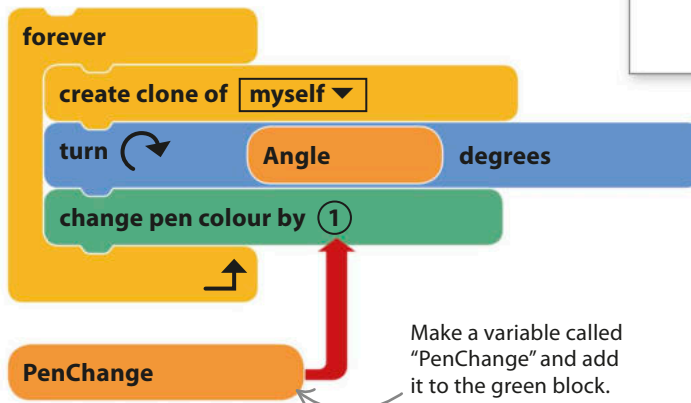 forever
create clone of myself
turn Angle degrees
change pen colour by 1
PenChange
Make a variable called
“PenChange” and add
it to the green block.